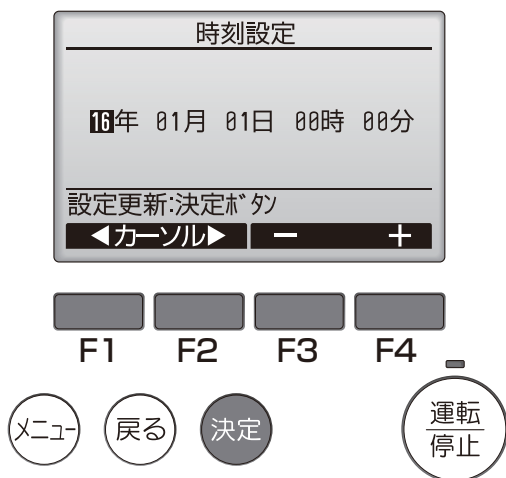 時刻設定
16年 01月 01日 00時 00分
設定更新:決定ボタン
◀カーソル▶ − +
F1 F2 F3 F4
メニュー 戻る 決定 運転
停止